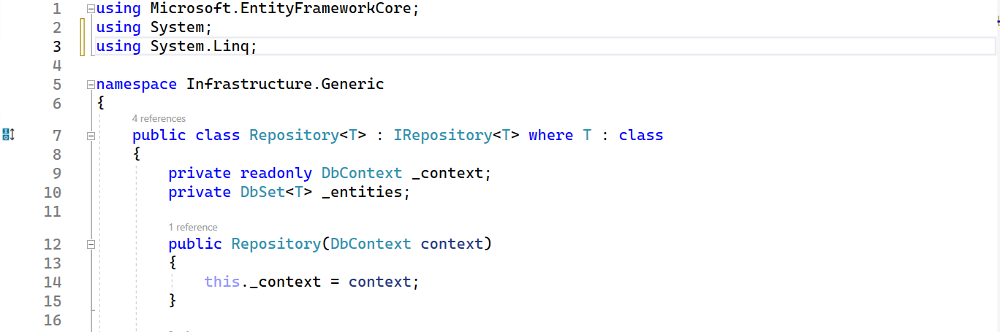 1 using Microsoft.EntityFrameworkCore;
2 using System;
3 using System.Linq;
4
5 namespace Infrastructure.Generic
6 {
4 references
7 public class Repository<T> : IRepository<T> where T : class
8 {
9 private readonly DbContext _context;
10 private DbSet<T> _entities;
11
1 reference
12 public Repository(DbContext context)
13 {
14 this._context = context;
15 }
16